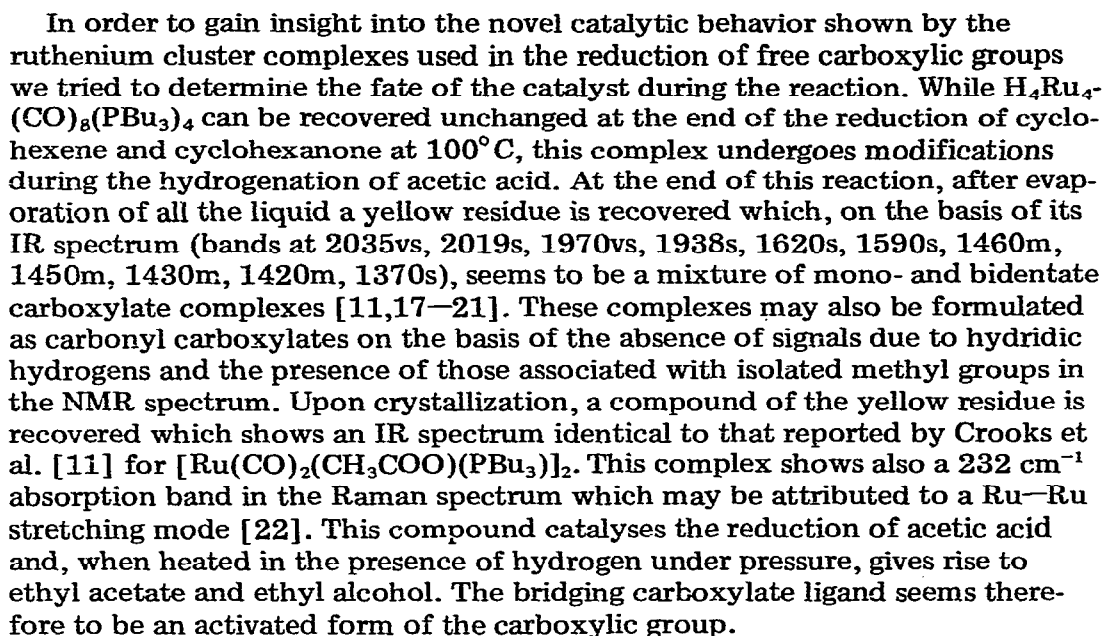 In order to gain insight into the novel catalytic behavior shown by the
ruthenium cluster complexes used in the reduction of free carboxylic groups
we tried to determine the fate of the catalyst during the reaction. While H₄Ru₄-
(CO)₈(PBu₃)₄ can be recovered unchanged at the end of the reduction of cyclo-
hexene and cyclohexanone at 100°C, this complex undergoes modifications
during the hydrogenation of acetic acid. At the end of this reaction, after evap-
oration of all the liquid a yellow residue is recovered which, on the basis of its
IR spectrum (bands at 2035vs, 2019s, 1970vs, 1938s, 1620s, 1590s, 1460m,
1450m, 1430m, 1420m, 1370s), seems to be a mixture of mono- and bidentate
carboxylate complexes [11,17—21]. These complexes may also be formulated
as carbonyl carboxylates on the basis of the absence of signals due to hydridic
hydrogens and the presence of those associated with isolated methyl groups in
the NMR spectrum. Upon crystallization, a compound of the yellow residue is
recovered which shows an IR spectrum identical to that reported by Crooks et
al. [11] for [Ru(CO)₂(CH₃COO)(PBu₃)]₂. This complex shows also a 232 cm⁻¹
absorption band in the Raman spectrum which may be attributed to a Ru—Ru
stretching mode [22]. This compound catalyses the reduction of acetic acid
and, when heated in the presence of hydrogen under pressure, gives rise to
ethyl acetate and ethyl alcohol. The bridging carboxylate ligand seems there-
fore to be an activated form of the carboxylic group.